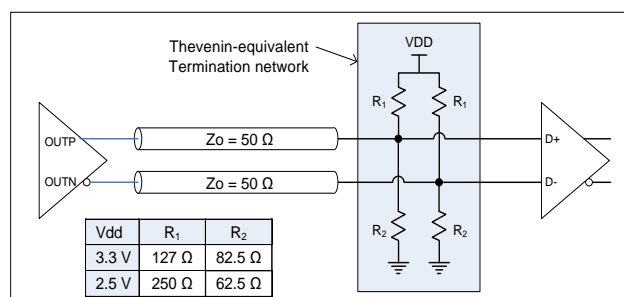 Thevenin-equivalent
Termination network
VDD
R1 R1
OUTP
Zo = 50 Ω
D+
OUTN
Zo = 50 Ω
D-
R2 R2
Vdd R1 R2
3.3 V 127 Ω 82.5 Ω
2.5 V 250 Ω 62.5 Ω